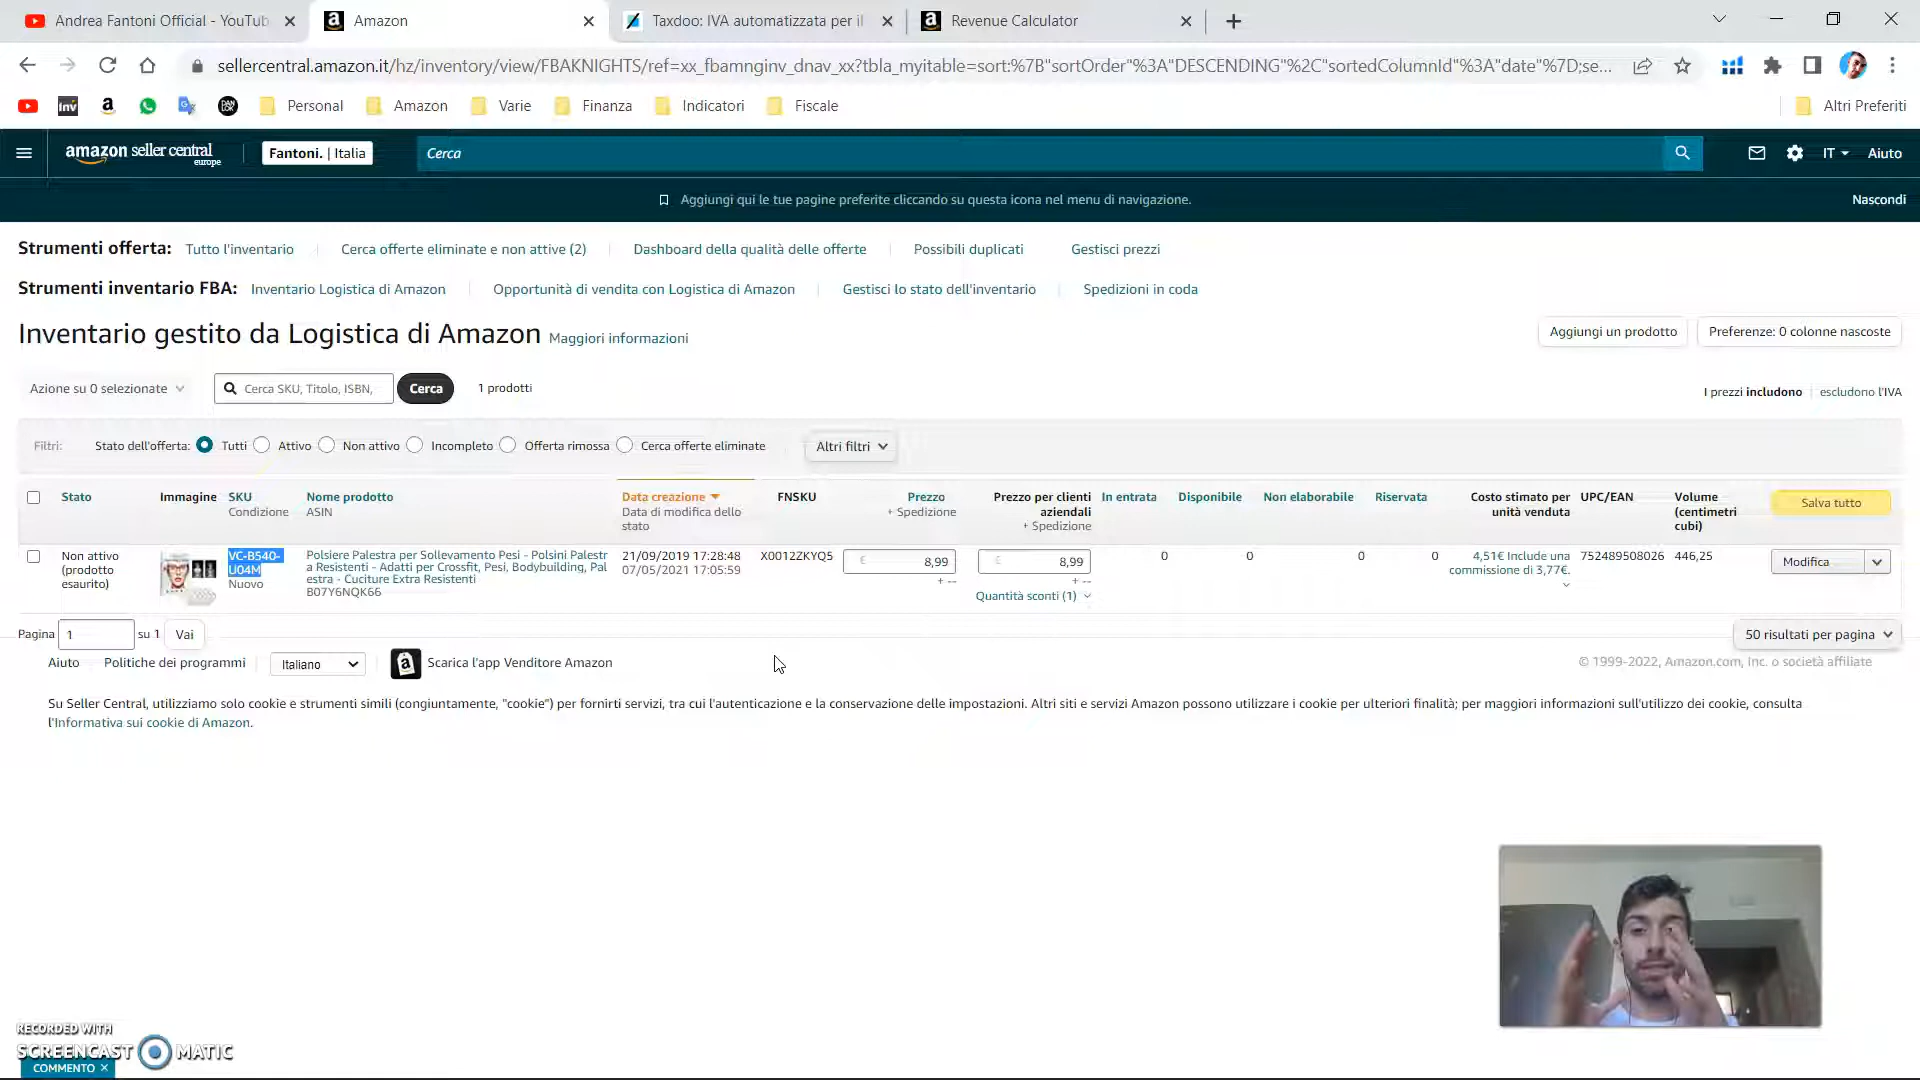 Andrea Fantoni Official - YouTub
Amazon
Taxdoo: IVA automatizzata per il
Revenue Calculator
sellercentral.amazon.it/hz/inventory/view/FBAKNIGHTS/ref=xx_fbamnginv_dnav_xx?tbla_myitable=sort:%7B"sortOrder"%3A"DESCENDING"%2C"sortedColumnId"%3A"date"%7D;se...
Inv
DAN LOK
Personal
Amazon
Varie
Finanza
Indicatori
Fiscale
Altri Preferiti
amazon seller central
europe
Fantoni. | Italia
Cerca
IT
Aiuto
Aggiungi qui le tue pagine preferite cliccando su questa icona nel menu di navigazione.
Nascondi
Strumenti offerta: Tutto l'inventario | Cerca offerte eliminate e non attive (2) | Dashboard della qualità delle offerte | Possibili duplicati | Gestisci prezzi
Strumenti inventario FBA: Inventario Logistica di Amazon | Opportunità di vendita con Logistica di Amazon | Gestisci lo stato dell'inventario | Spedizioni in coda
Inventario gestito da Logistica di Amazon Maggiori informazioni
Aggiungi un prodotto
Preferenze: 0 colonne nascoste
Azione su 0 selezionate
Cerca SKU, Titolo, ISBN,
Cerca
1 prodotti
I prezzi includono | escludono l'IVA
Filtri:
Stato dell'offerta:
Tutti
Attivo
Non attivo
Incompleto
Offerta rimossa
Cerca offerte eliminate
Altri filtri
Stato
Immagine
SKU
Condizione
Nome prodotto
ASIN
Data creazione
Data di modifica dello
stato
FNSKU
Prezzo
+ Spedizione
Prezzo per clienti
aziendali
+ Spedizione
In entrata
Disponibile
Non elaborabile
Riservata
Costo stimato per
unità venduta
UPC/EAN
Volume
(centimetri
cubi)
Salva tutto
Non attivo
(prodotto
esaurito)
VC-B540-
U04M
Nuovo
Polsiere Palestra per Sollevamento Pesi - Polsini Palestr
a Resistenti - Adatti per Crossfit, Pesi, Bodybuilding, Pal
estra - Cuciture Extra Resistenti
B07Y6NQK66
21/09/2019 17:28:48
07/05/2021 17:05:59
X0012ZKYQ5
€ 8,99
+ --
€ 8,99
+ --
Quantità sconti (1)
0
0
0
0
4,51€ Include una
commissione di 3,77€.
752489508026
446,25
Modifica
Pagina 1 su 1 Vai
50 risultati per pagina
Aiuto
Politiche dei programmi
Italiano
Scarica l'app Venditore Amazon
© 1999-2022, Amazon.com, Inc. o società affiliate
Su Seller Central, utilizziamo solo cookie e strumenti simili (congiuntamente, "cookie") per fornirti servizi, tra cui l'autenticazione e la conservazione delle impostazioni. Altri siti e servizi Amazon possono utilizzare i cookie per ulteriori finalità; per maggiori informazioni sull'utilizzo dei cookie, consulta
l'Informativa sui cookie di Amazon.
RECORDED WITH
SCREENCAST MATIC
COMMENTO ×